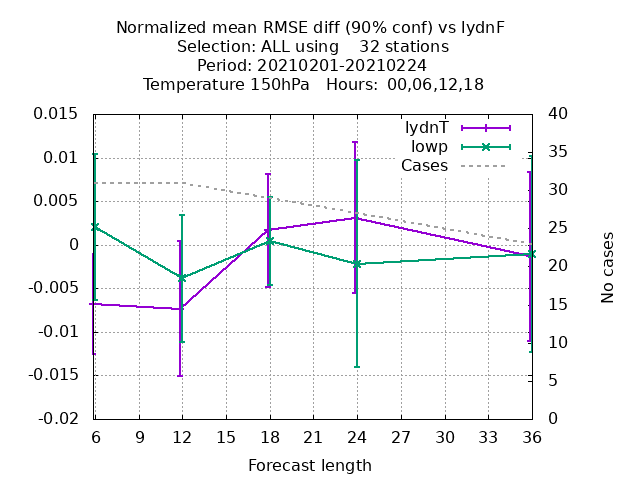 Normalized mean RMSE diff (90% conf) vs lydnF
Selection: ALL using    32 stations
Period: 20210201-20210224
Temperature 150hPa   Hours: 00,06,12,18
0.015
0.01
0.005
0
-0.005
-0.01
-0.015
-0.02
40
35
30
25
20
15
10
5
0
lydnT
lowp
Cases
No cases
6 9 12 15 18 21 24 27 30 33 36
Forecast length